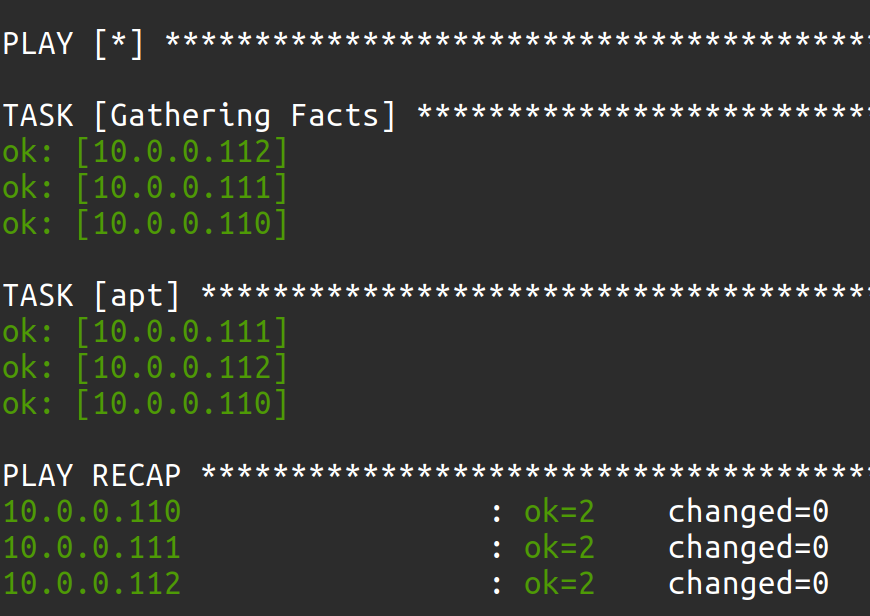 PLAY [*] ***************************************
TASK [Gathering Facts] *************************
ok: [10.0.0.112]
ok: [10.0.0.111]
ok: [10.0.0.110]
TASK [apt] *************************************
ok: [10.0.0.111]
ok: [10.0.0.112]
ok: [10.0.0.110]
PLAY RECAP *************************************
10.0.0.110 : ok=2 changed=0
10.0.0.111 : ok=2 changed=0
10.0.0.112 : ok=2 changed=0